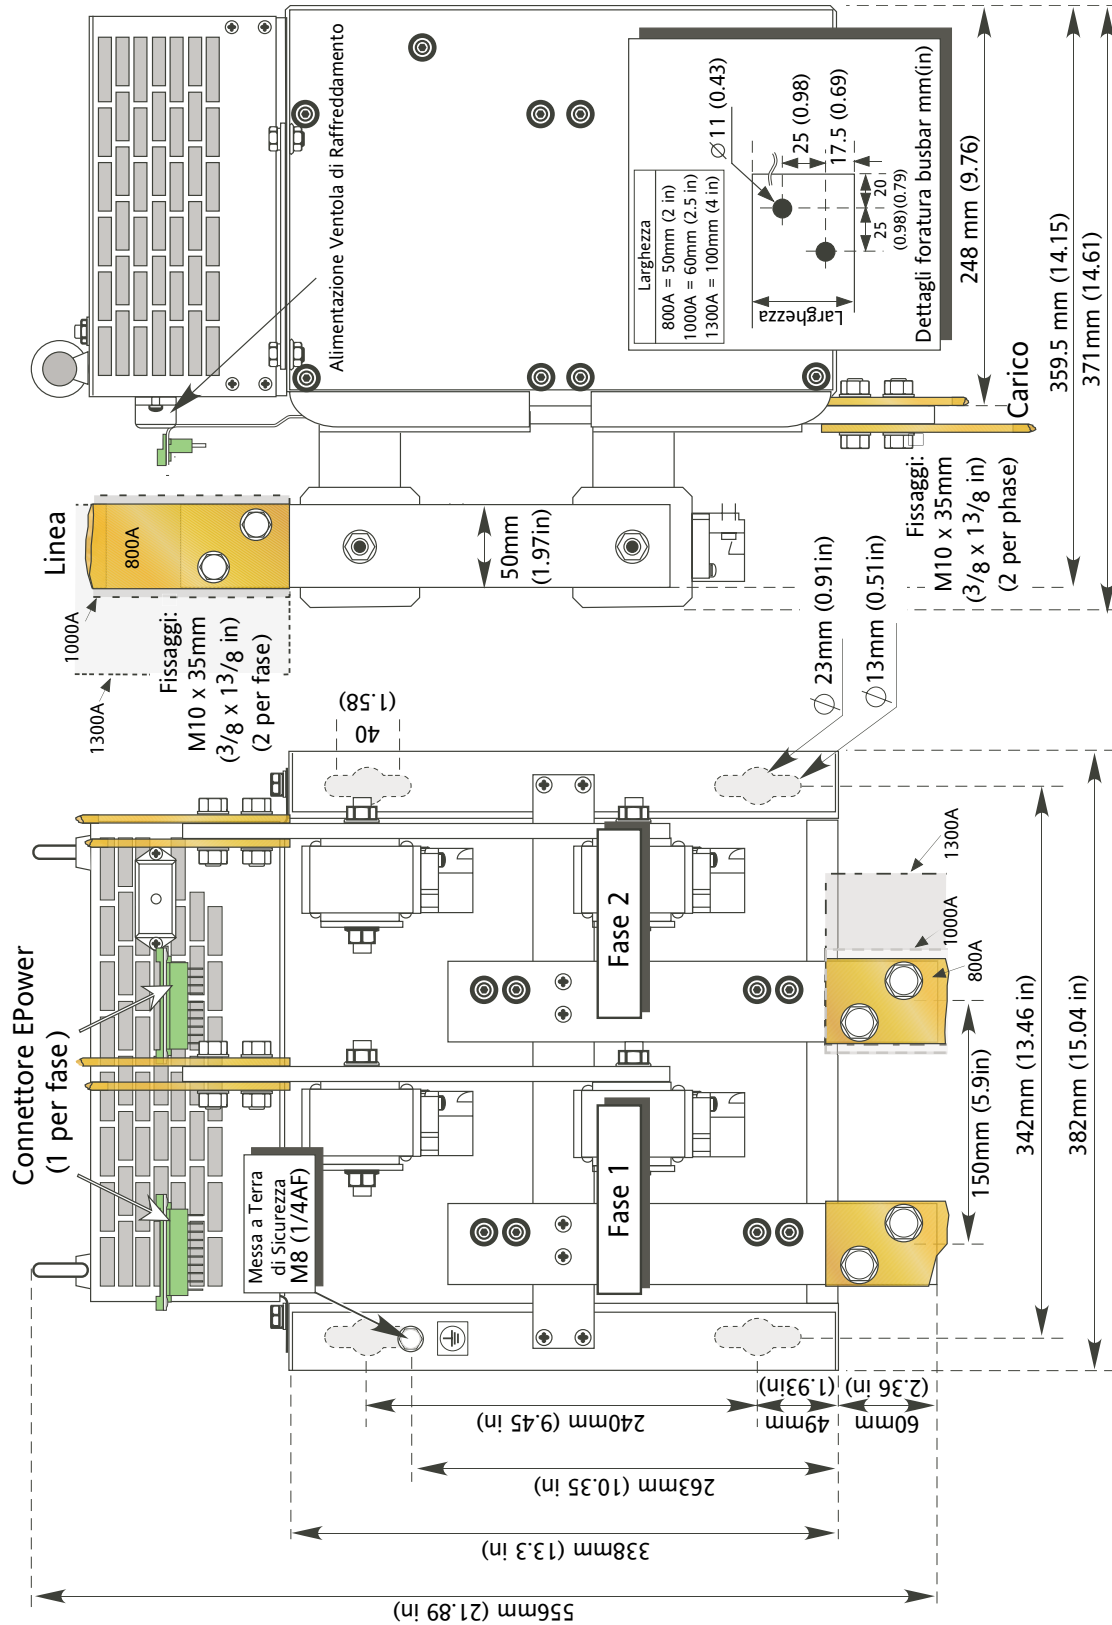 Connettore EPower
(1 per fase)
Messa a Terra
di Sicurezza
M8 (1/4AF)
Fase 1
Fase 2
40
(1.58)
∅ 23mm (0.91in)
∅13mm (0.51in)
1300A
1000A
800A
150mm (5.9in)
342mm (13.46 in)
382mm (15.04 in)
49mm
(1.93in)
60mm
(2.36 in)
240mm (9.45 in)
263mm (10.35 in)
338mm (13.3 in)
556mm (21.89 in)
Linea
800A
1000A
1300A
Fissaggi:
M10 x 35mm
(3/8 x 13/8 in)
(2 per fase)
50mm
(1.97in)
Alimentazione Ventola di Raffreddamento
Larghezza
800A = 50mm (2 in)
1000A = 60mm (2.5 in)
1300A = 100mm (4 in)
∅ 11 (0.43)
25 (0.98)
17.5 (0.69)
20
(0.79)
25
(0.98)
Larghezza
Dettagli foratura busbar mm(in)
Carico
Fissaggi:
M10 x 35mm
(3/8 x 13/8 in)
(2 per phase)
248 mm (9.76)
359.5 mm (14.15)
371mm (14.61)